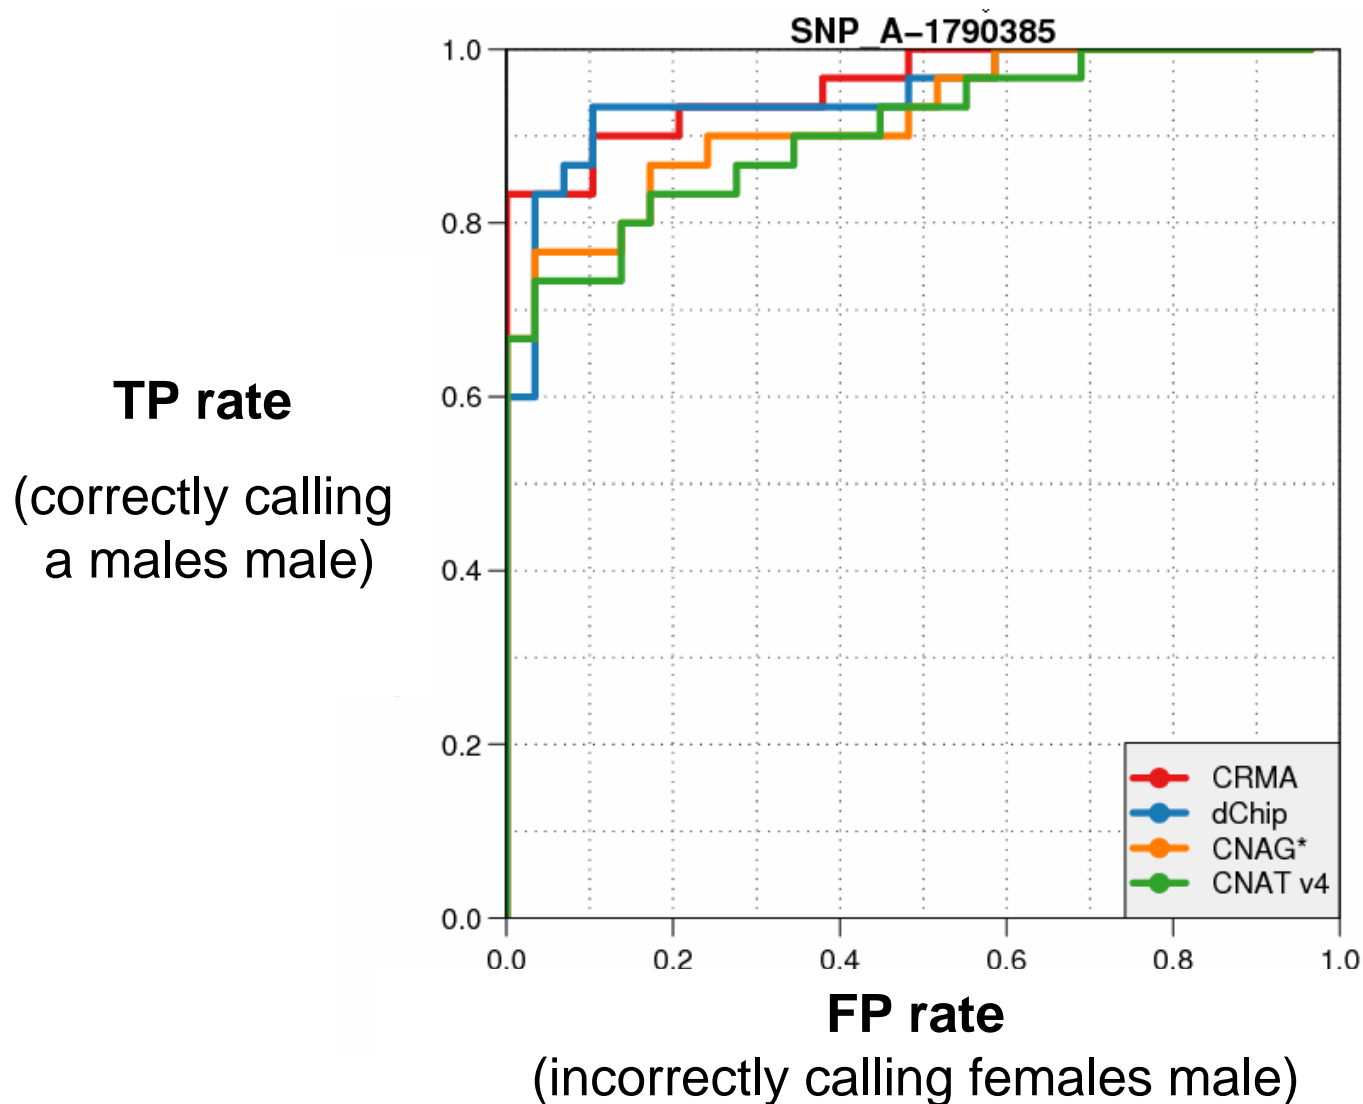 SNP_A−1790385
1.0
0.8
0.6
0.4
0.2
0.0
TP rate
(correctly calling
a males male)
CRMA
dChip
CNAG*
CNAT v4
0.0 0.2 0.4 0.6 0.8 1.0
FP rate
(incorrectly calling females male)